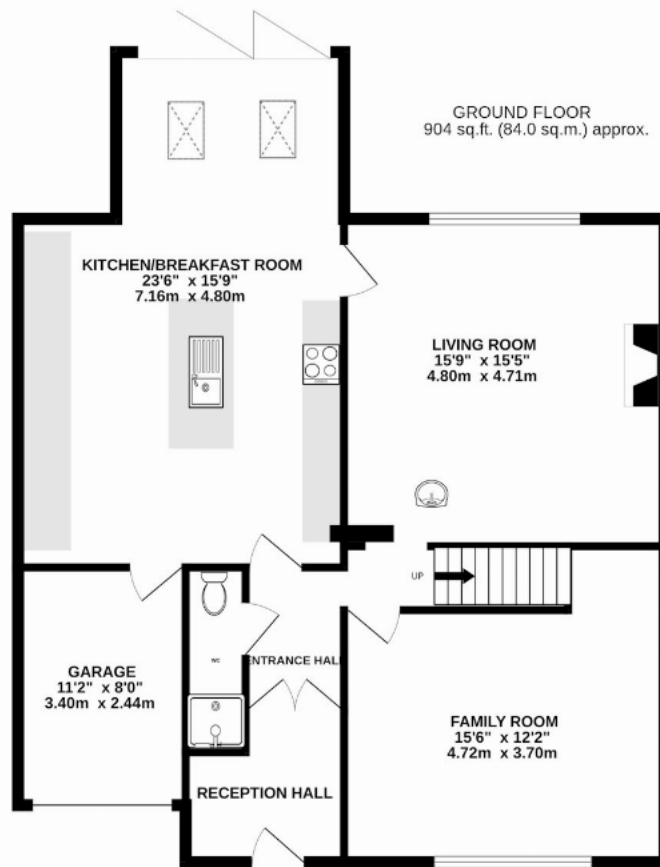 GROUND FLOOR
904 sq.ft. (84.0 sq.m.) approx.
KITCHEN/BREAKFAST ROOM
23'6" x 15'9"
7.16m x 4.80m
LIVING ROOM
15'9" x 15'5"
4.80m x 4.71m
UP
WC
ENTRANCE HALL
GARAGE
11'2" x 8'0"
3.40m x 2.44m
FAMILY ROOM
15'6" x 12'2"
4.72m x 3.70m
RECEPTION HALL